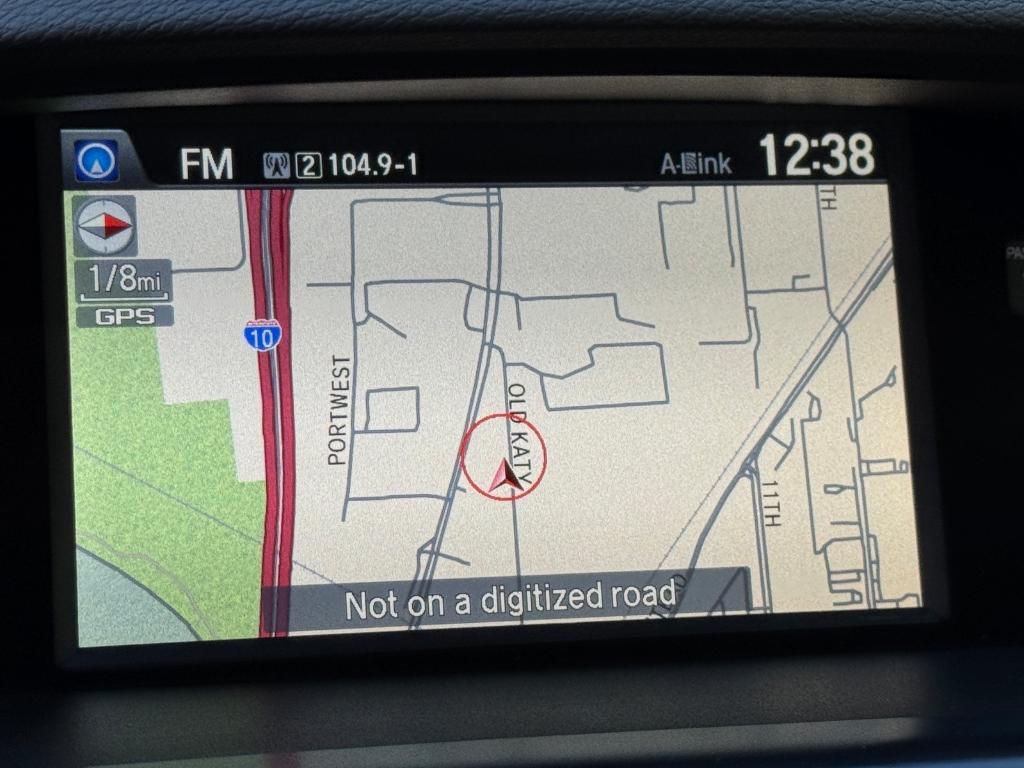 FM 2 104.9-1 A-Link 12:38
TH
1/8mi
GPS
10
PORTWEST
OLD KATY
11TH
Not on a digitized road